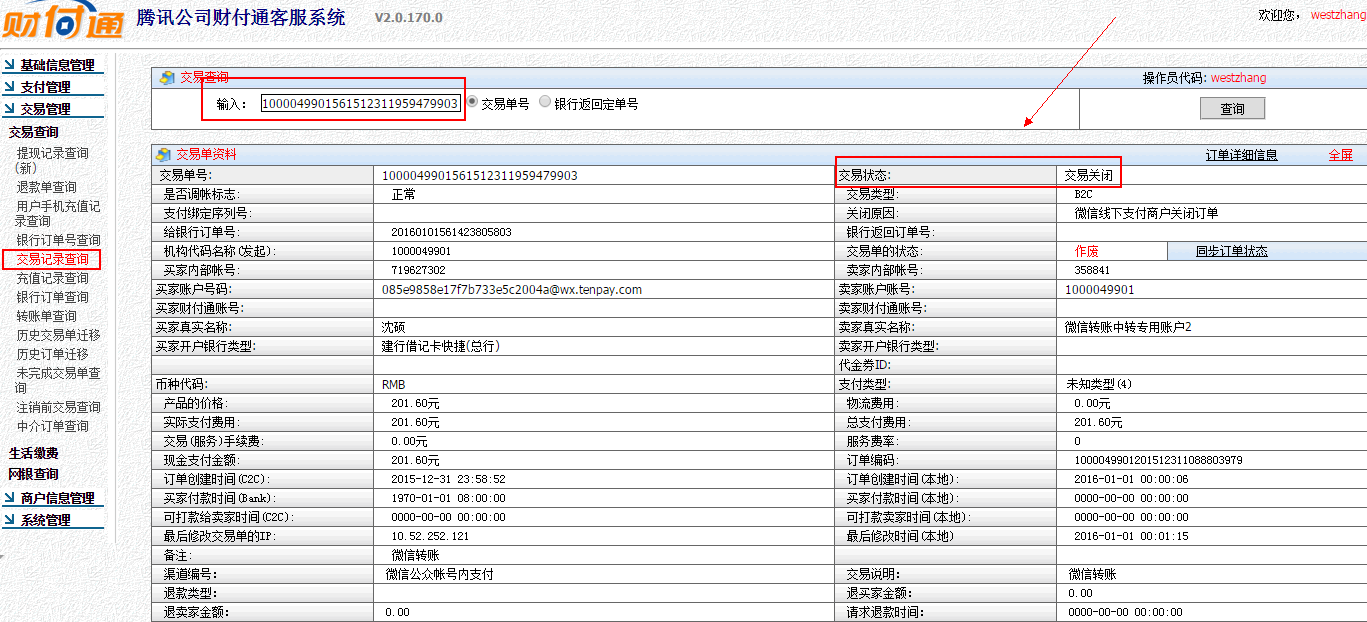 财付通 腾讯公司财付通客服系统 V2.0.170.0 欢迎您， westzhang
基础信息管理
支付管理
交易管理
交易查询
提现记录查询
(新)
退款单查询
用户手机充值记
录查询
银行订单号查询
交易记录查询
充值记录查询
银行订单查询
转账单查询
历史交易单迁移
历史订单迁移
未完成交易单查
询
注销前交易查询
中介订单查询
生活缴费
网银查询
商户信息管理
系统管理
交易查询 操作员代码: westzhang
输入： 1000049901561512311959479903 交易单号 银行返回定单号 查询
交易单资料 订单详细信息 全屏
交易单号: 1000049901561512311959479903 交易状态: 交易关闭
是否调帐标志: 正常 交易类型: B2C
支付绑定序列号: 关闭原因: 微信线下支付商户关闭订单
给银行订单号: 20160101561423805803 银行返回订单号:
机构代码名称(发起): 1000049901 交易单的状态: 作废 同步订单状态
买家内部帐号: 719627302 卖家内部帐号: 358841
买家账户号码: 085e9858e17f7b733e5c2004a@wx.tenpay.com 卖家账户账号: 1000049901
买家财付通账号: 卖家财付通账号:
买家真实名称: 沈硕 卖家真实名称: 微信转账中转专用账户2
买家开户银行类型: 建行借记卡快捷(总行) 卖家开户银行类型:
代金券ID:
币种代码: RMB 支付类型: 未知类型(4)
产品的价格: 201.60元 物流费用: 0.00元
实际支付费用: 201.60元 总支付费用: 201.60元
交易(服务)手续费: 0.00元 服务费率: 0
现金支付金额: 201.60元 订单编码: 1000049901201512311088803979
订单创建时间(C2C): 2015-12-31 23:58:52 订单创建时间(本地): 2016-01-01 00:00:06
买家付款时间(Bank): 1970-01-01 08:00:00 买家付款时间(本地): 0000-00-00 00:00:00
可打款给卖家时间(C2C): 0000-00-00 00:00:00 可打款卖家时间(本地): 0000-00-00 00:00:00
最后修改交易单的IP: 10.52.252.121 最后修改时间(本地) 2016-01-01 00:01:15
备注: 微信转账
渠道编号: 微信公众帐号内支付 交易说明: 微信转账
退款类型: 退买家金额: 0.00
退卖家金额: 0.00 请求退款时间: 0000-00-00 00:00:00